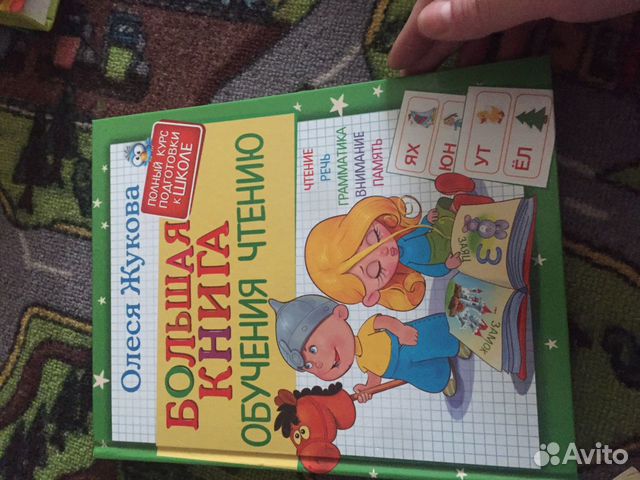 Олеся Жукова
ПОЛНЫЙ КУРС
ПОДГОТОВКИ
К ШКОЛЕ
БОЛЬШАЯ
КНИГА
ОБУЧЕНИЯ ЧТЕНИЮ
ЧТЕНИЕ
РЕЧЬ
ГРАММАТИКА
ВНИМАНИЕ
ПАМЯТЬ
ЯХ
ЮН
УТ
ЁЛ
ЗАМОК
ЗАЯЦ
З
Avito